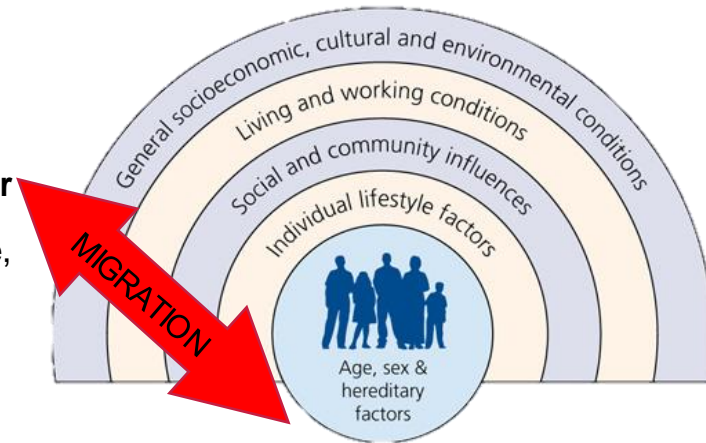 General socioeconomic, cultural and environmental conditions
Living and working conditions
Social and community influences
Individual lifestyle factors
r
e,
MIGRATION
Age, sex &
hereditary
factors